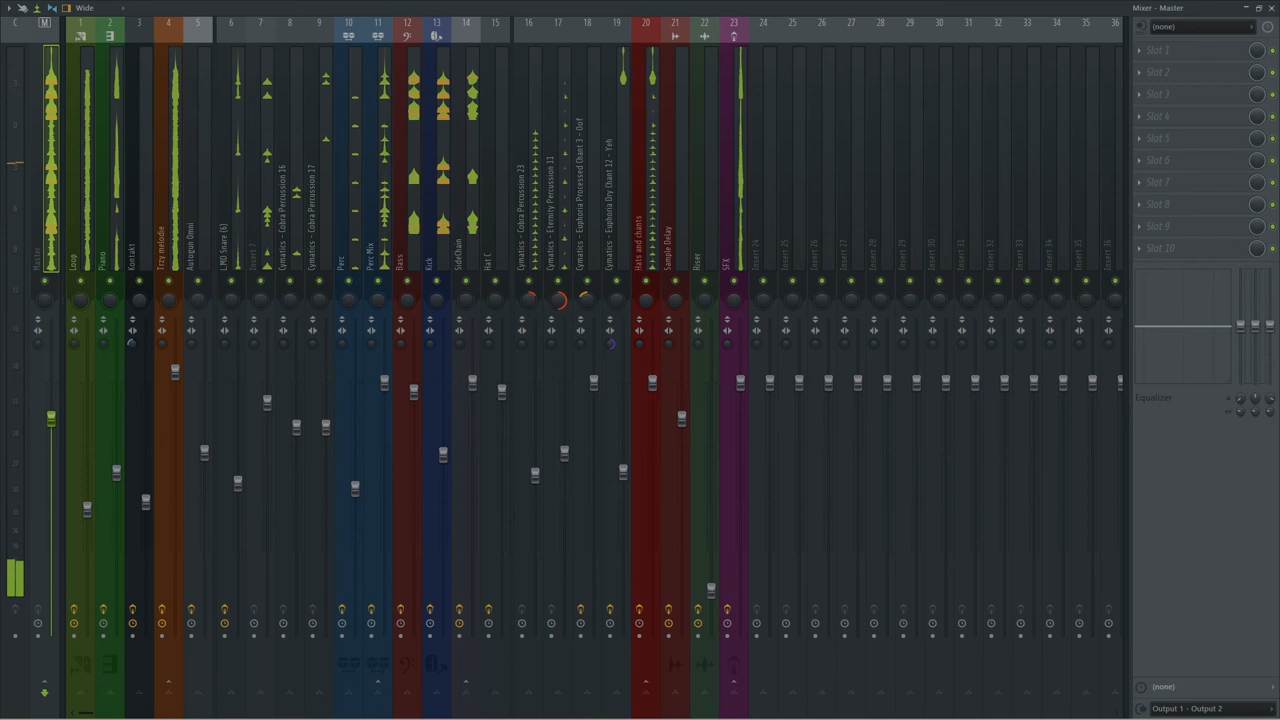 Wide
Mixer - Master
C M 1 2 3 4 5 6 7 8 9 10 11 12 13 14 15 16 17 18 19 20 21 22 23 24 25 26 27 28 29 30 31 32 33 34 35 36
(none)
Slot 1
Slot 2
Slot 3
Slot 4
Slot 5
Slot 6
Slot 7
Slot 8
Slot 9
Slot 10
Master
Loop
Piano
Kontakt
Trzy melodie
Autogun Omni
LMD Snare (6)
Insert 7
Cymatics - Cobra Percussion 16
Cymatics - Cobra Percussion 17
Perc
Perc Mix
Bass
Kick
SideChain
Hat C
Cymatics - Cobra Percussion 23
Cymatics - Eternity Percussion 11
Cymatics - Euphoria Processed Chant 3 - Oof
Cymatics - Euphoria Dry Chant 12 - Yeh
Hats and chants
Sample Delay
Riser
SFX
Insert 24
Insert 25
Insert 26
Insert 27
Insert 28
Insert 29
Insert 30
Insert 31
Insert 32
Insert 33
Insert 34
Insert 35
Insert 36
Equalizer
(none)
Output 1 - Output 2